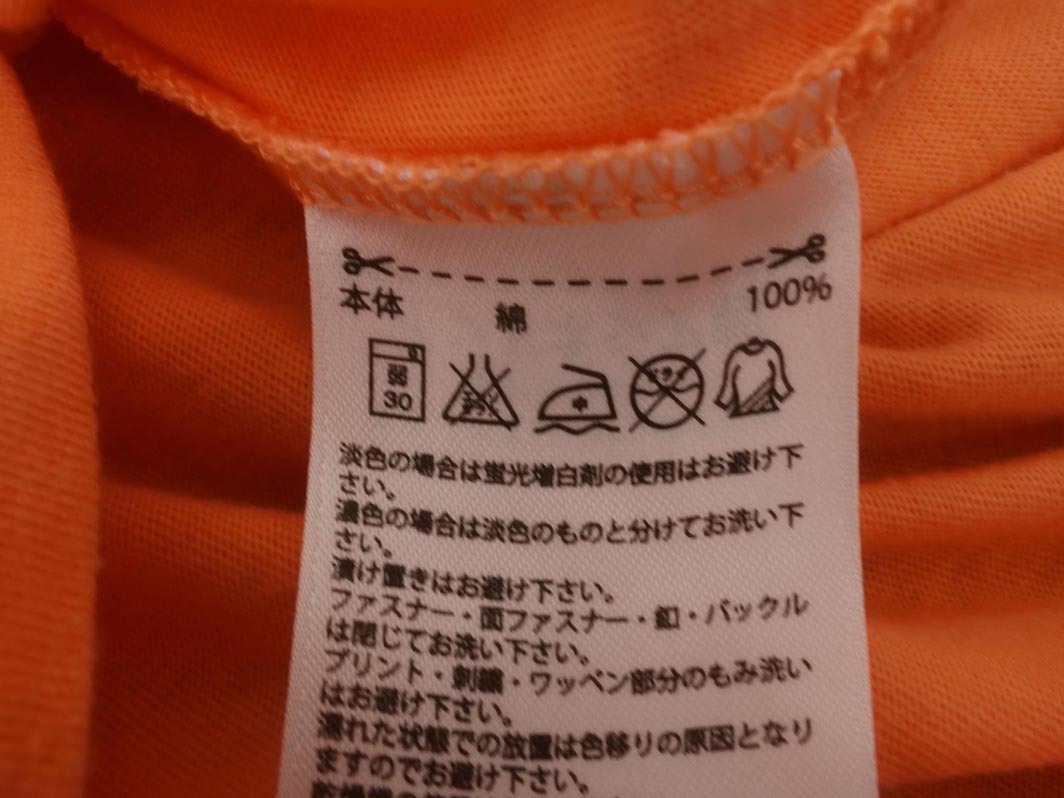 本体 綿 100%
弱
30
中
淡色の場合は蛍光増白剤の使用はお避け下
さい。
濃色の場合は淡色のものと分けてお洗い下
さい。
漬け置きはお避け下さい。
ファスナー・面ファスナー・釦・バックル
は閉じてお洗い下さい。
プリント・刺繍・ワッペン部分のもみ洗い
はお避け下さい。
濡れた状態での放置は色移りの原因となり
ますのでお避け下さい。